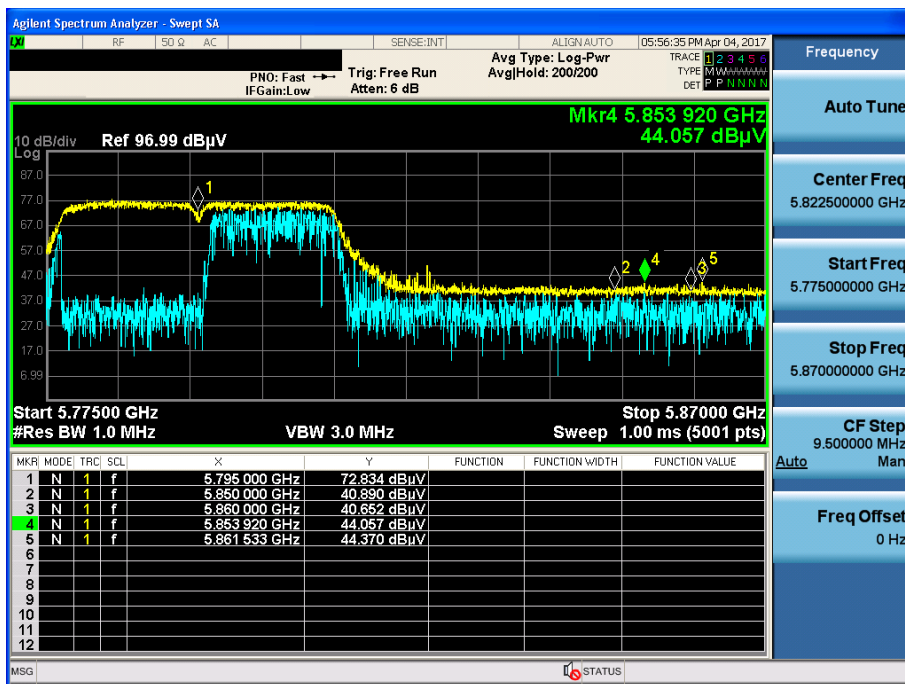 Agilent Spectrum Analyzer - Swept SA
LXI RF 50 Ω AC SENSE:INT ALIGN AUTO 05:56:35 PM Apr 04, 2017
Frequency
Avg Type: Log-Pwr TRACE 1 2 3 4 5 6
PNO: Fast Trig: Free Run Avg|Hold: 200/200 TYPE M
IFGain:Low Atten: 6 dB DET P P N N N N
Auto Tune
Mkr4 5.853 920 GHz
10 dB/div Ref 96.99 dBµV 44.057 dBµV
Log
87.0
77.0
67.0
57.0
47.0
37.0
27.0
17.0
6.99
1
2
4
3
5
Start 5.77500 GHz Stop 5.87000 GHz
#Res BW 1.0 MHz VBW 3.0 MHz Sweep 1.00 ms (5001 pts)
Center Freq
5.822500000 GHz
Start Freq
5.775000000 GHz
Stop Freq
5.870000000 GHz
CF Step
9.500000 MHz
Auto Man
Freq Offset
0 Hz
MKR MODE TRC SCL X Y FUNCTION FUNCTION WIDTH FUNCTION VALUE
1 N 1 f 5.795 000 GHz 72.834 dBµV
2 N 1 f 5.850 000 GHz 40.890 dBµV
3 N 1 f 5.860 000 GHz 40.652 dBµV
4 N 1 f 5.853 920 GHz 44.057 dBµV
5 N 1 f 5.861 533 GHz 44.370 dBµV
6
7
8
9
10
11
12
MSG STATUS